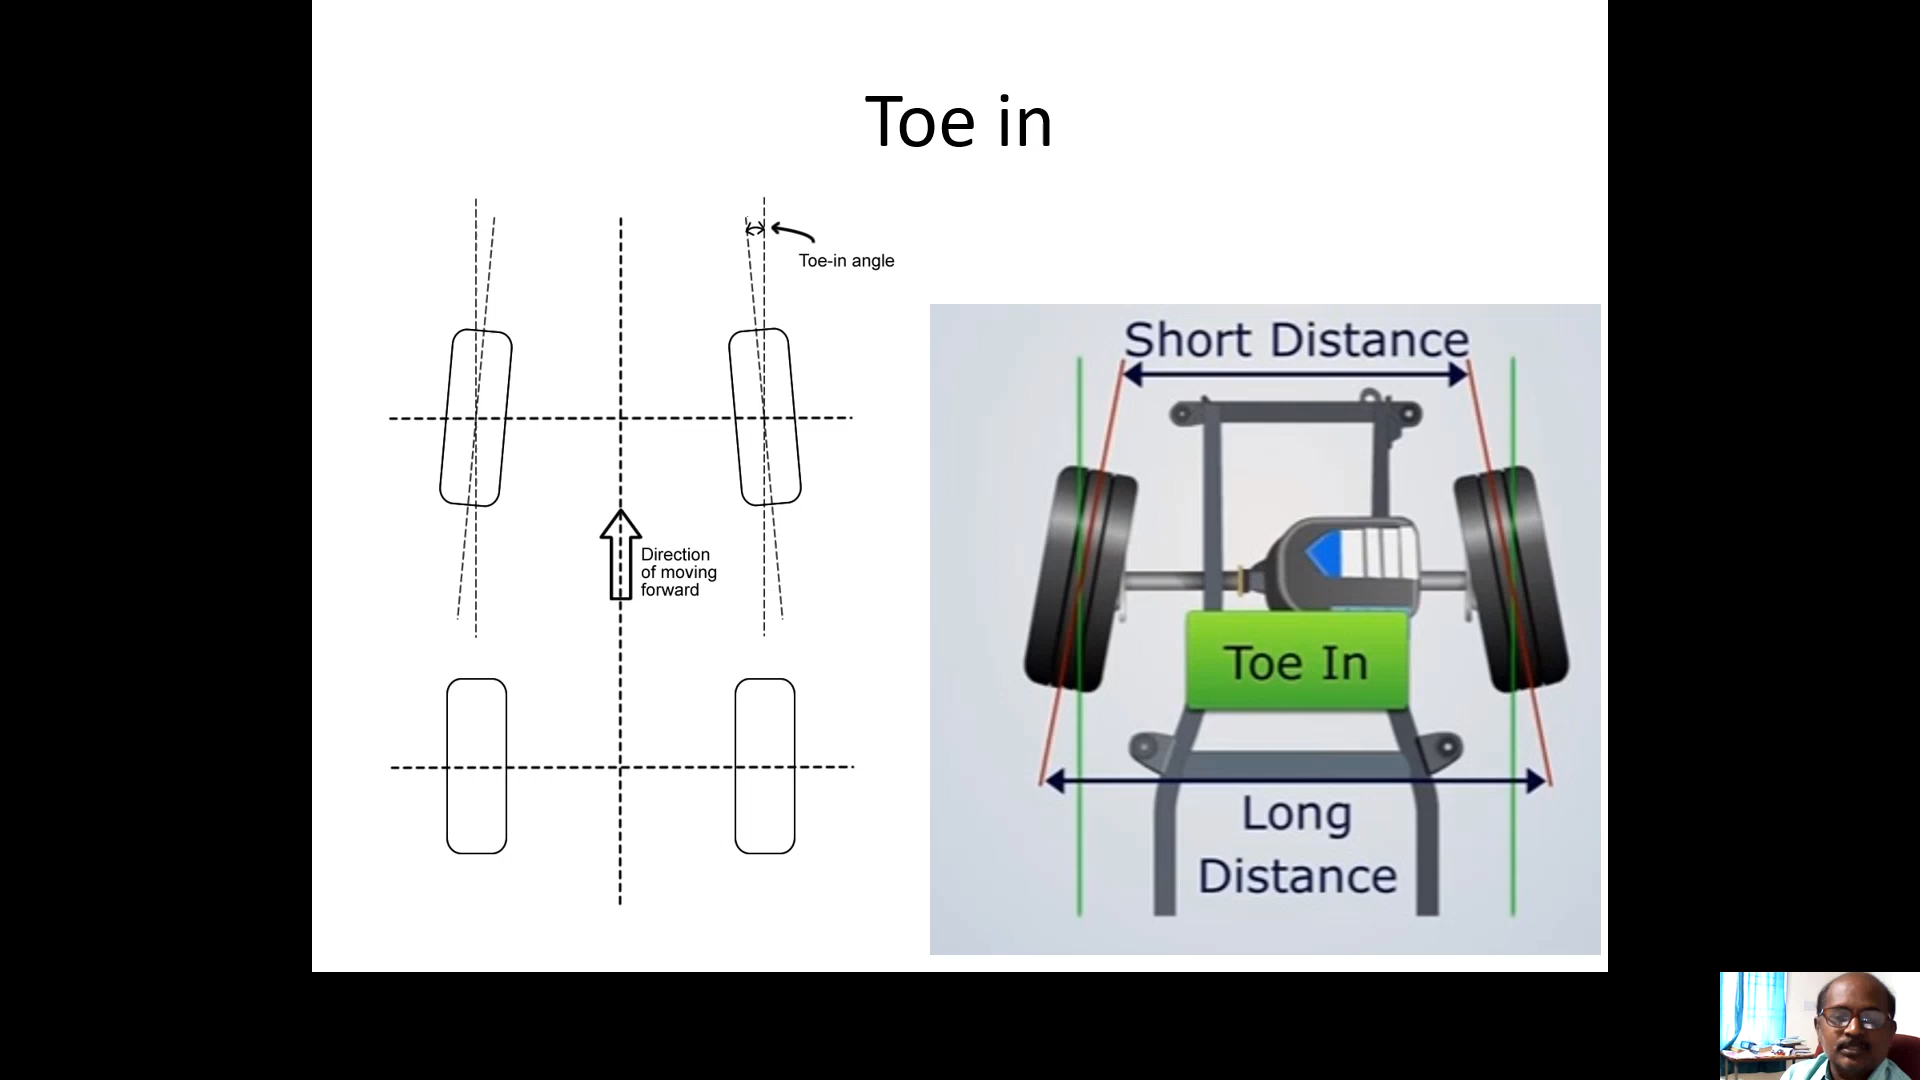 Toe in
Toe-in angle
Direction
of moving
forward
Short Distance
Toe In
Long
Distance